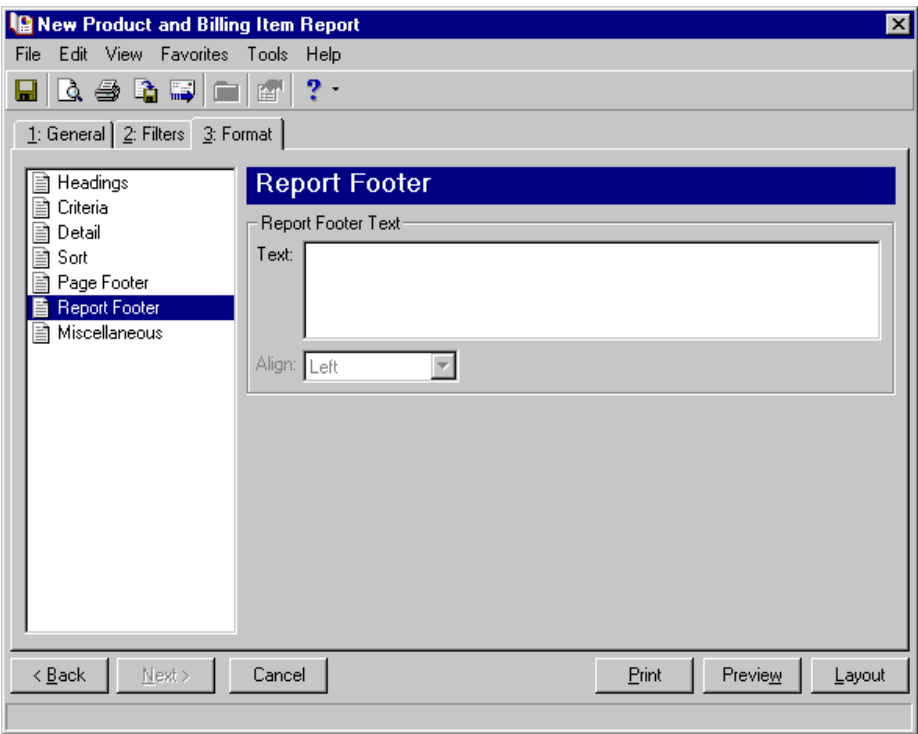 New Product and Billing Item Report
File Edit View Favorites Tools Help
?
1: General 2: Filters 3: Format
Headings
Criteria
Detail
Sort
Page Footer
Report Footer
Miscellaneous
Report Footer
Report Footer Text
Text:
Align: Left
< Back Next > Cancel Print Preview Layout